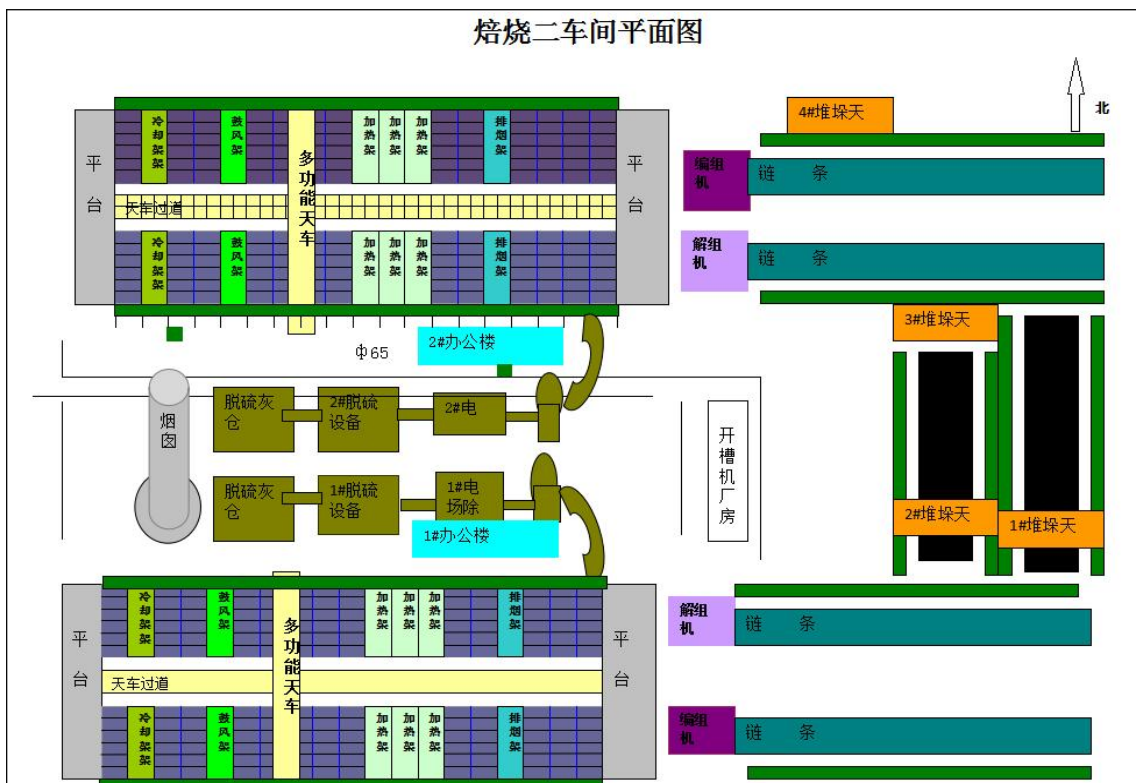 焙烧二车间平面图
北
4#堆垛天
平台
冷却架架
鼓风架
多功能天车
加热架
加热架
加热架
排烟架
平台
编组机
链 条
天车过道
冷却架架
鼓风架
加热架
加热架
加热架
排烟架
解组机
链 条
3#堆垛天
ф65
2#办公楼
烟囱
脱硫灰仓
2#脱硫设备
2#电
开槽机厂房
脱硫灰仓
1#脱硫设备
1#电场除
1#办公楼
2#堆垛天
1#堆垛天
平台
冷却架架
鼓风架
多功能天车
加热架
加热架
加热架
排烟架
平台
解组机
链 条
天车过道
冷却架架
鼓风架
加热架
加热架
加热架
排烟架
编组机
链 条